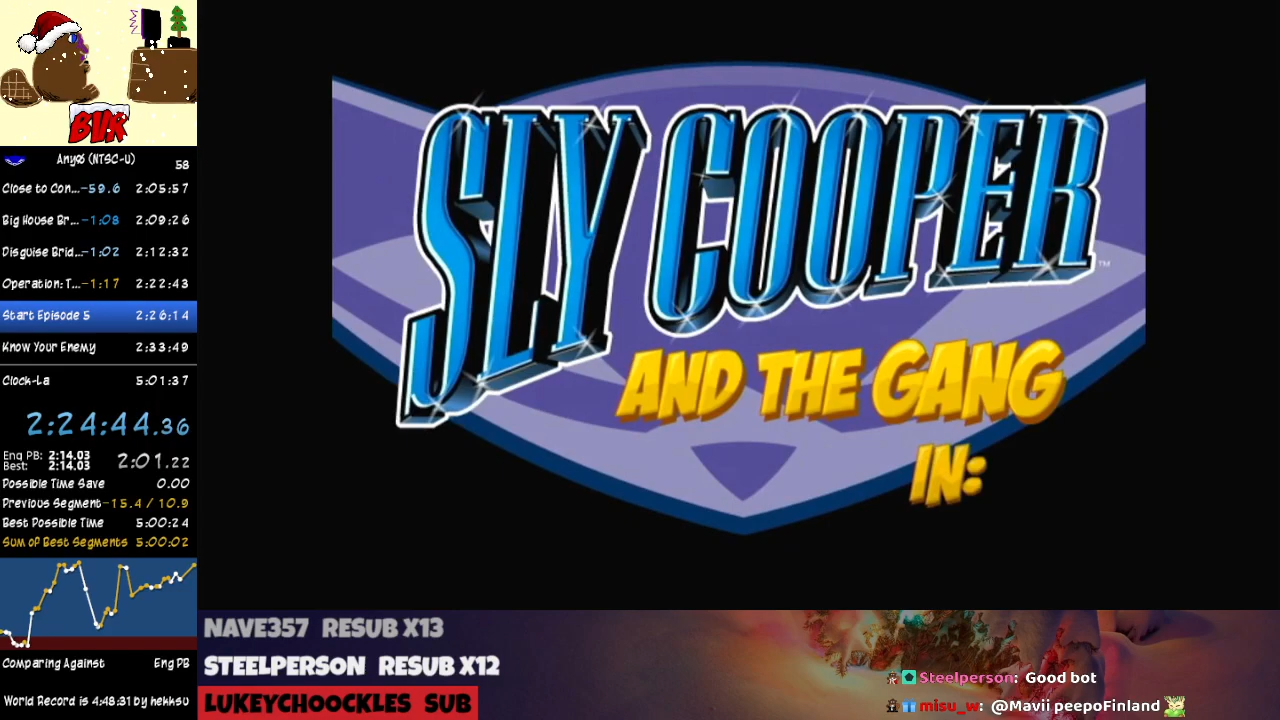 BVR
Any% (NTSC-U) 58
Close to Con... -59.6 2:05:57
Big House Br... -1:08 2:09:26
Disguise Brid... -1:02 2:12:32
Operation: T... -1:17 2:22:43
Start Episode 5 2:26:14
Know Your Enemy 2:33:49
Clock-La 5:01:37
2:24:44.36
Eng PB: 2:14.03
Best: 2:14.03
2:01.22
Possible Time Save 0.00
Previous Segment -15.4 / 10.9
Best Possible Time 5:00:24
Sum of Best Segments 5:00:02
Comparing Against Eng PB
World Record is 4:48:31 by hekksu
SLY COOPER ™
AND THE GANG
IN:
NAVE357 RESUB X13
STEELPERSON RESUB X12
LUKEYCHOOCKLES SUB
Steelperson: Good bot
misu_w: @Mavii peepoFinland